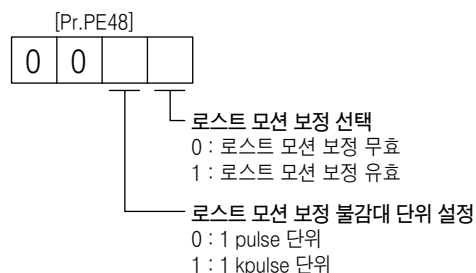 [Pr.PE48]
0 0
로스트 모션 보정 선택
0 : 로스트 모션 보정 무효
1 : 로스트 모션 보정 유효
로스트 모션 보정 불감대 단위 설정
0 : 1 pulse 단위
1 : 1 kpulse 단위